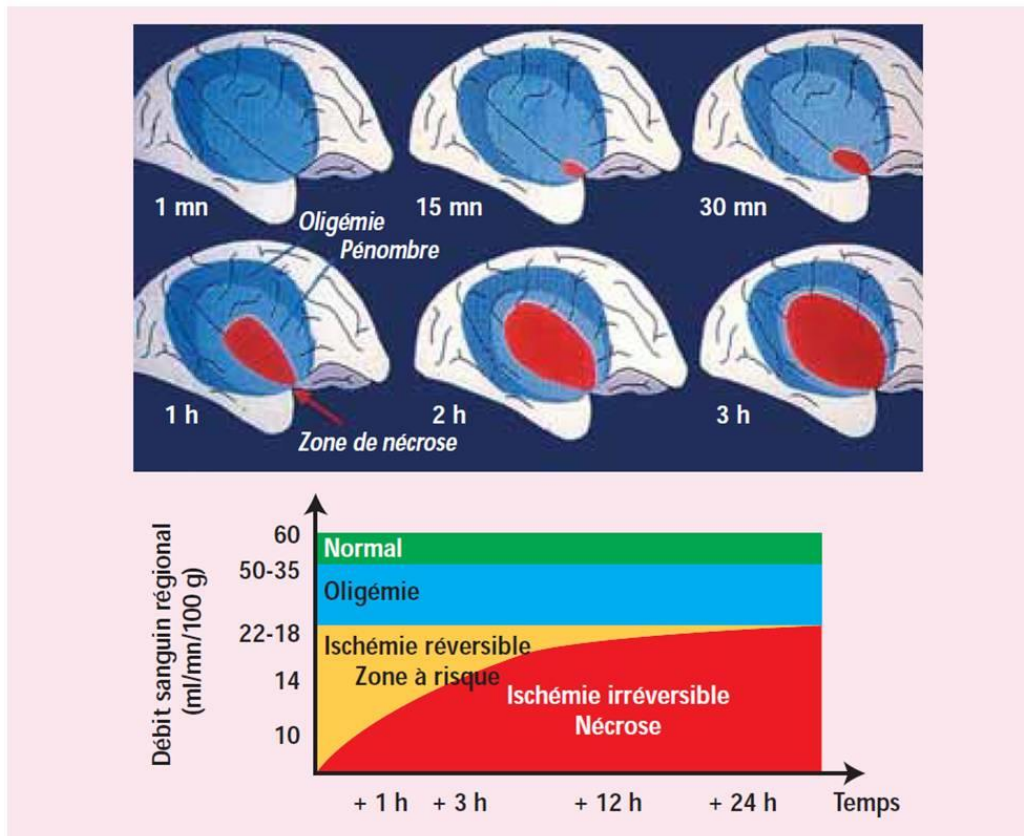 1 mn
15 mn
30 mn
Oligémie
Pénombre
1 h
2 h
3 h
Zone de nécrose
Débit sanguin régional
(ml/mn/100 g)
60
50-35
22-18
14
10
Normal
Oligémie
Ischémie réversible
Zone à risque
Ischémie irréversible
Nécrose
+ 1 h
+ 3 h
+ 12 h
+ 24 h
Temps